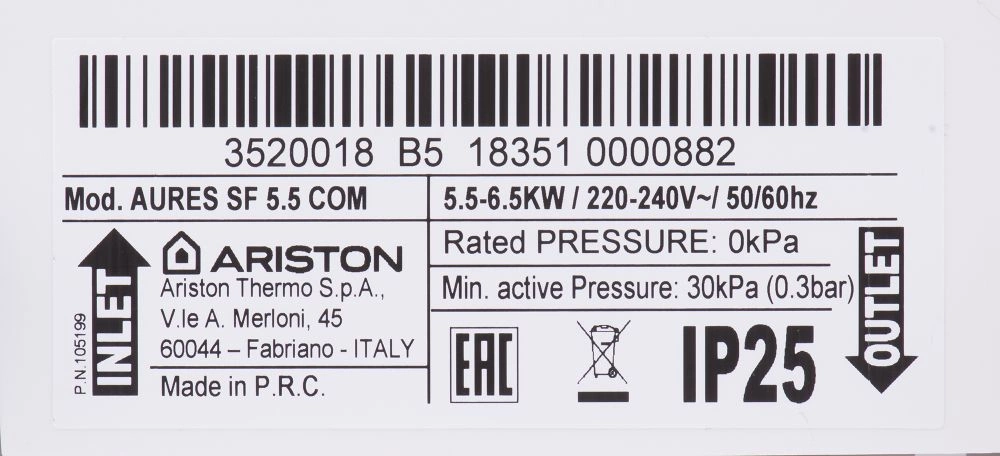 3520018 B5 18351 0000882
Mod. AURES SF 5.5 COM
5.5-6.5KW / 220-240V~/ 50/60hz
INLET
P.N.105199
ARISTON
Ariston Thermo S.p.A.,
V.le A. Merloni, 45
60044 – Fabriano - ITALY
Made in P.R.C.
Rated PRESSURE: 0kPa
Min. active Pressure: 30kPa (0.3bar)
EAC
IP25
OUTLET